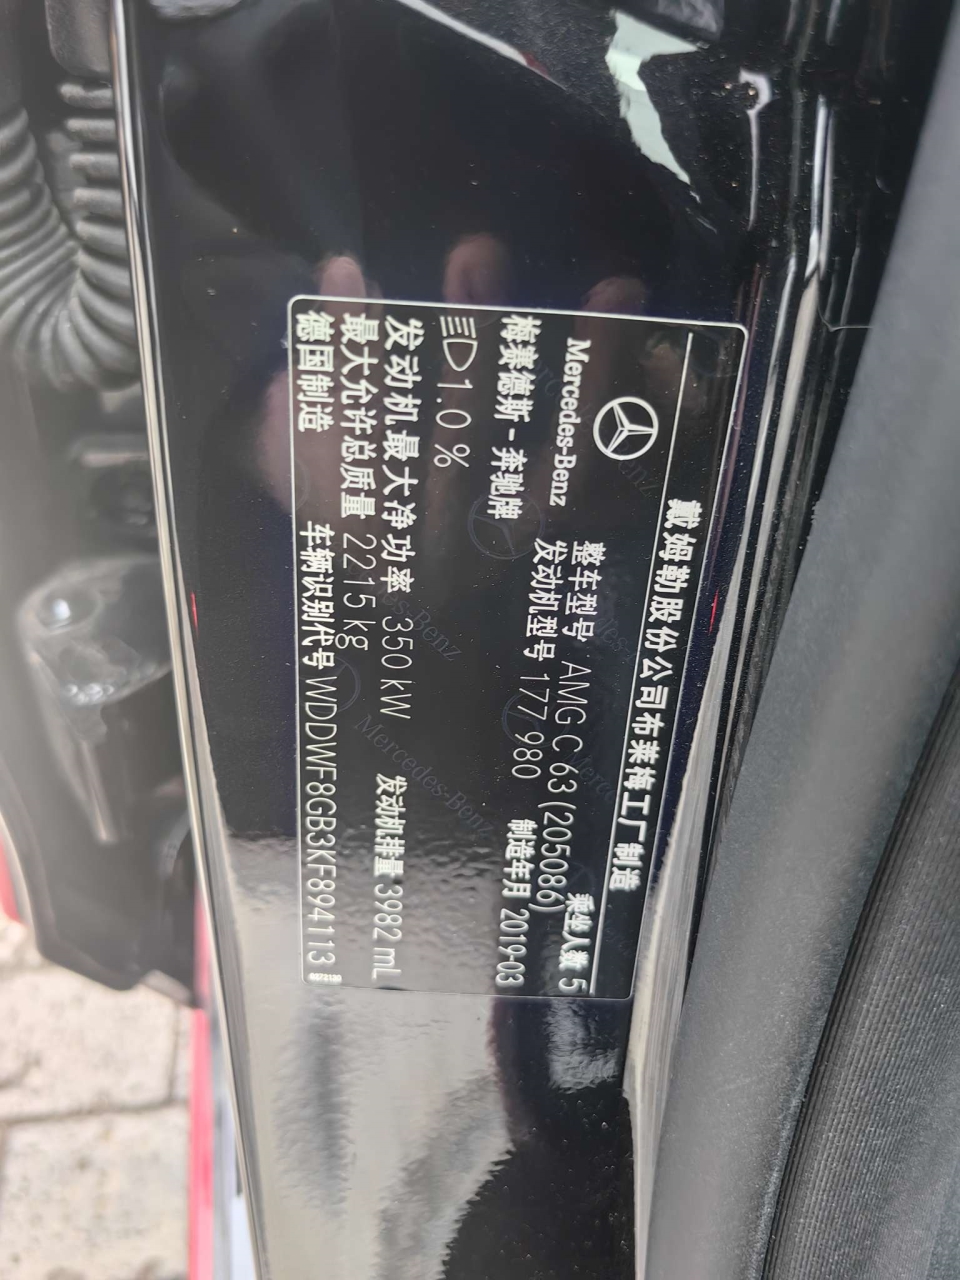 戴姆勒股份公司布莱梅工厂制造
Mercedes-Benz 整车型号 AMG C 63 (205086) 乘坐人数 5
梅赛德斯-奔驰牌 发动机型号 177 980 制造年月 2019-03
1.0 %
发动机最大净功率 350 kW 发动机排量 3982 mL
最大允许总质量 2215 kg
德国制造 车辆识别代号 WDDWF8GB3KF894113